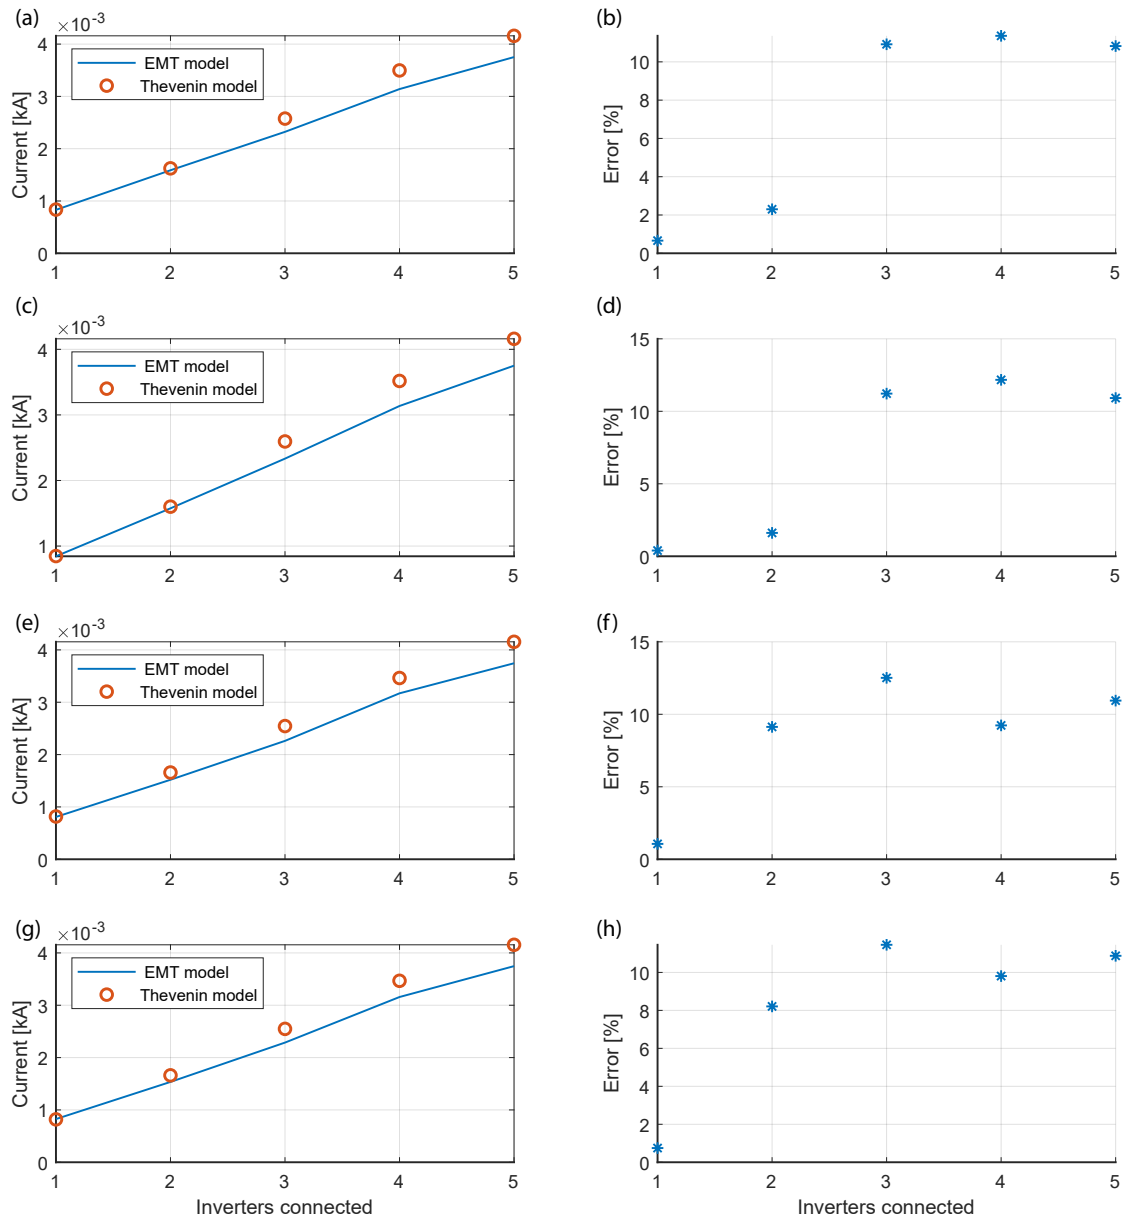 (a)
×10-3
4
3
2
1
0
1 2 3 4 5
Current [kA]
EMT model
Thevenin model
(b)
10
8
6
4
2
0
1 2 3 4 5
Error [%]
(c)
×10-3
4
3
2
1
1 2 3 4 5
Current [kA]
EMT model
Thevenin model
(d)
15
10
5
0
1 2 3 4 5
Error [%]
(e)
×10-3
4
3
2
1
0
1 2 3 4 5
Current [kA]
EMT model
Thevenin model
(f)
15
10
5
0
1 2 3 4 5
Error [%]
(g)
×10-3
4
3
2
1
0
1 2 3 4 5
Current [kA]
EMT model
Thevenin model
Inverters connected
(h)
10
8
6
4
2
0
1 2 3 4 5
Error [%]
Inverters connected